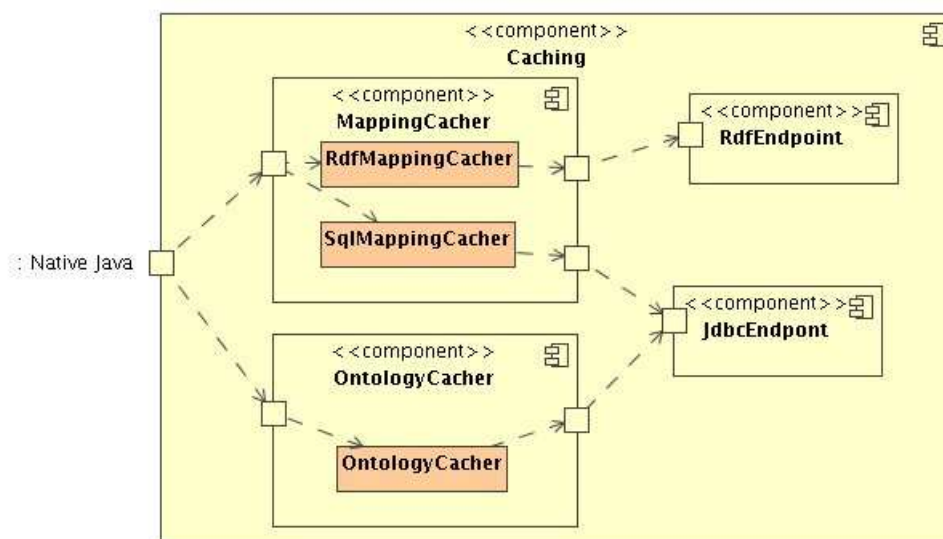 <<component>>
Caching
<<component>>
MappingCacher
RdfMappingCacher
SqlMappingCacher
<<component>>
RdfEndpoint
: Native Java
<<component>>
JdbcEndpont
<<component>>
OntologyCacher
OntologyCacher